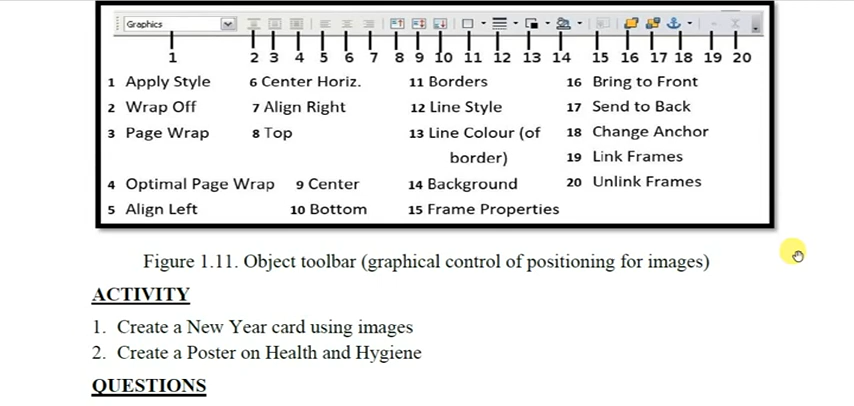 Graphics
1 2 3 4 5 6 7 8 9 10 11 12 13 14 15 16 17 18 19 20
1 Apply Style 6 Center Horiz. 11 Borders 16 Bring to Front
2 Wrap Off 7 Align Right 12 Line Style 17 Send to Back
3 Page Wrap 8 Top 13 Line Colour (of 18 Change Anchor
border) 19 Link Frames
4 Optimal Page Wrap 9 Center 14 Background 20 Unlink Frames
5 Align Left 10 Bottom 15 Frame Properties
Figure 1.11. Object toolbar (graphical control of positioning for images)
ACTIVITY
1. Create a New Year card using images
2. Create a Poster on Health and Hygiene
QUESTIONS